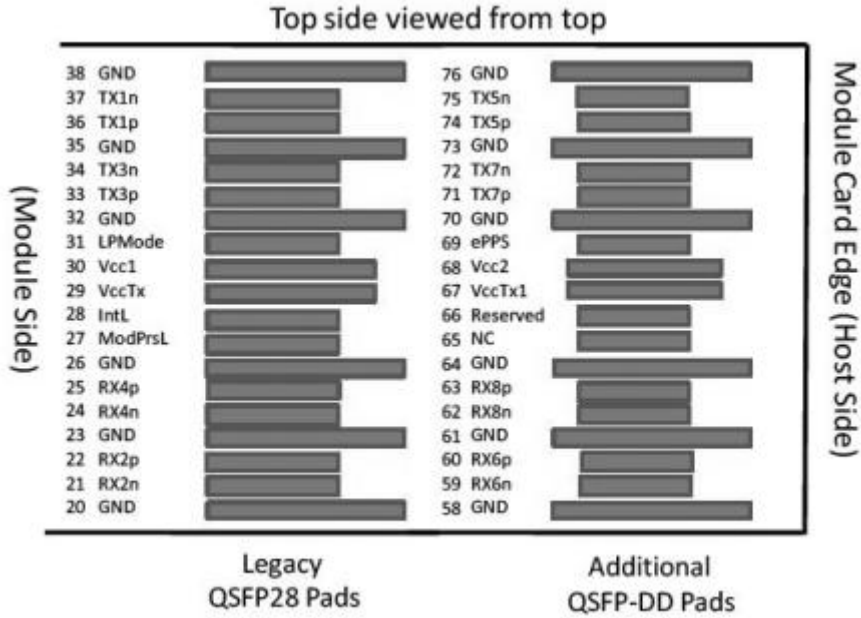 Top side viewed from top
38 GND 76 GND
37 TX1n 75 TX5n
36 TX1p 74 TX5p
35 GND 73 GND
34 TX3n 72 TX7n
33 TX3p 71 TX7p
32 GND 70 GND
31 LPMode 69 ePPS
30 Vcc1 68 Vcc2
29 VccTx 67 VccTx1
28 IntL 66 Reserved
27 ModPrsL 65 NC
26 GND 64 GND
25 RX4p 63 RX8p
24 RX4n 62 RX8n
23 GND 61 GND
22 RX2p 60 RX6p
21 RX2n 59 RX6n
20 GND 58 GND
(Module Side)
Module Card Edge (Host Side)
Legacy
QSFP28 Pads
Additional
QSFP-DD Pads